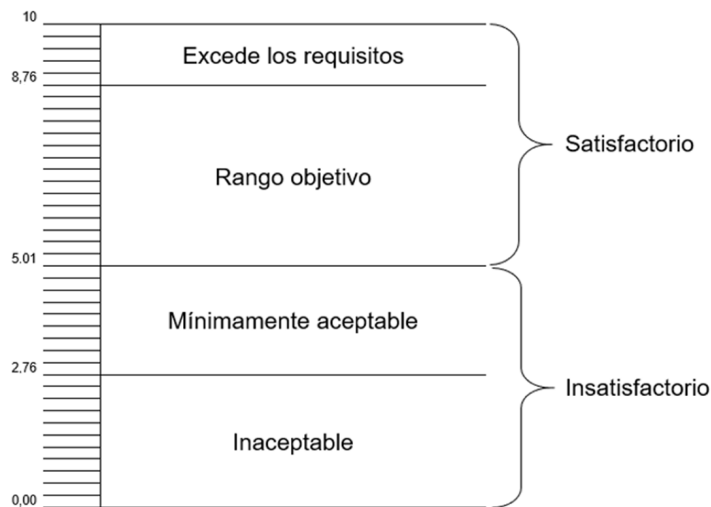 10
Excede los requisitos
8,76
Satisfactorio
Rango objetivo
5.01
Mínimamente aceptable
2.76
Insatisfactorio
Inaceptable
0,00